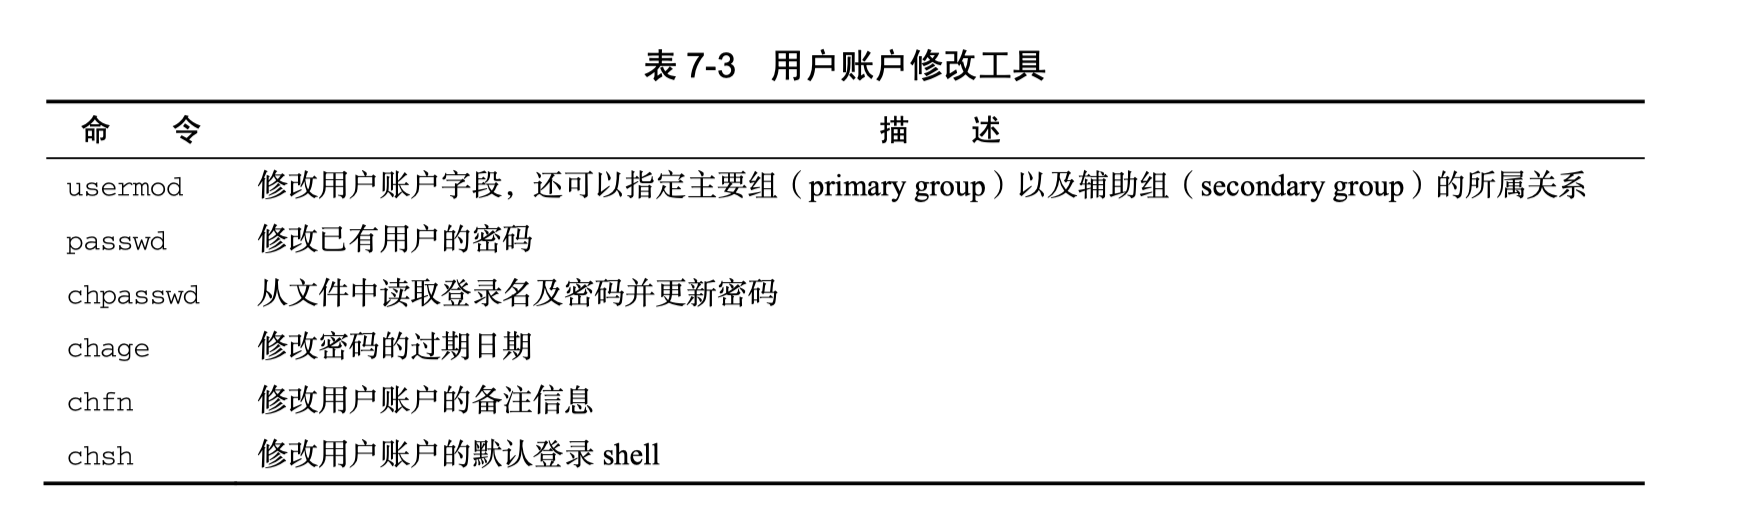 表 7-3 用户账户修改工具
命 令 描 述
usermod 修改用户账户字段，还可以指定主要组（primary group）以及辅助组（secondary group）的所属关系
passwd 修改已有用户的密码
chpasswd 从文件中读取登录名及密码并更新密码
chage 修改密码的过期日期
chfn 修改用户账户的备注信息
chsh 修改用户账户的默认登录 shell